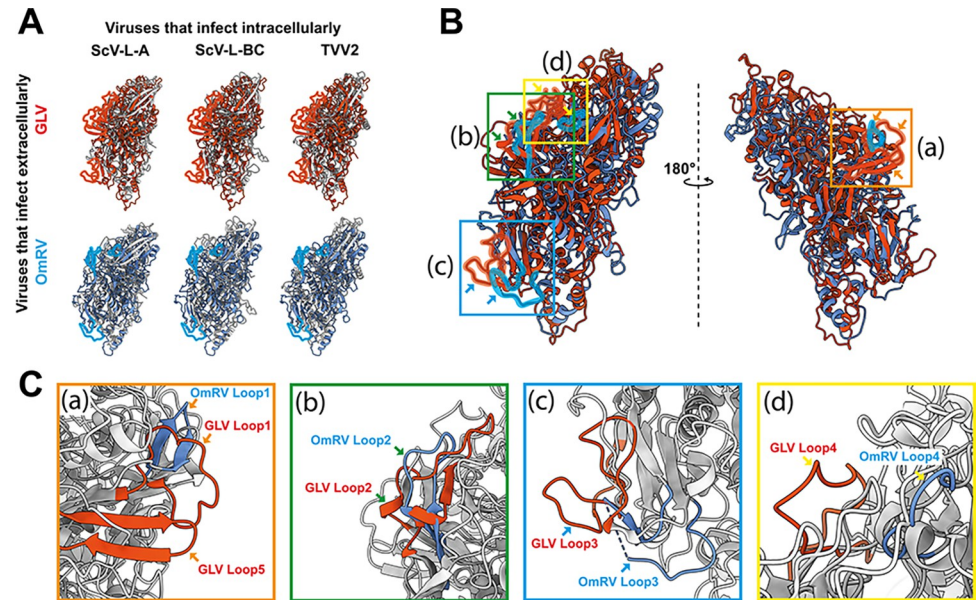 A
Viruses that infect intracellularly
ScV-L-A
ScV-L-BC
TVV2
Viruses that infect extracellularly
GLV
OmRV
B
(d)
(b)
(c)
180°
(a)
C
(a)
OmRV Loop1
GLV Loop1
GLV Loop5
(b)
OmRV Loop2
GLV Loop2
(c)
GLV Loop3
OmRV Loop3
(d)
GLV Loop4
OmRV Loop4